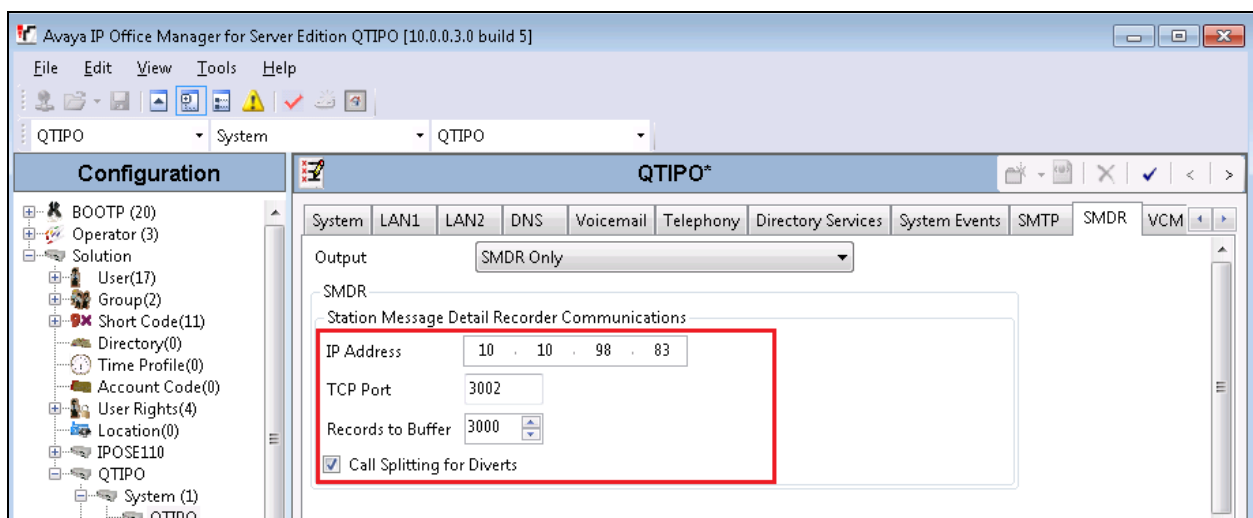 Avaya IP Office Manager for Server Edition QTIPO [10.0.0.3.0 build 5]
File Edit View Tools Help
QTIPO System QTIPO
Configuration
QTIPO*
BOOTP (20)
Operator (3)
Solution
User(17)
Group(2)
Short Code(11)
Directory(0)
Time Profile(0)
Account Code(0)
User Rights(4)
Location(0)
IPOSE110
QTIPO
System (1)
QTIPO
System LAN1 LAN2 DNS Voicemail Telephony Directory Services System Events SMTP SMDR VCM
Output SMDR Only
SMDR
Station Message Detail Recorder Communications
IP Address 10 . 10 . 98 . 83
TCP Port 3002
Records to Buffer 3000
Call Splitting for Diverts